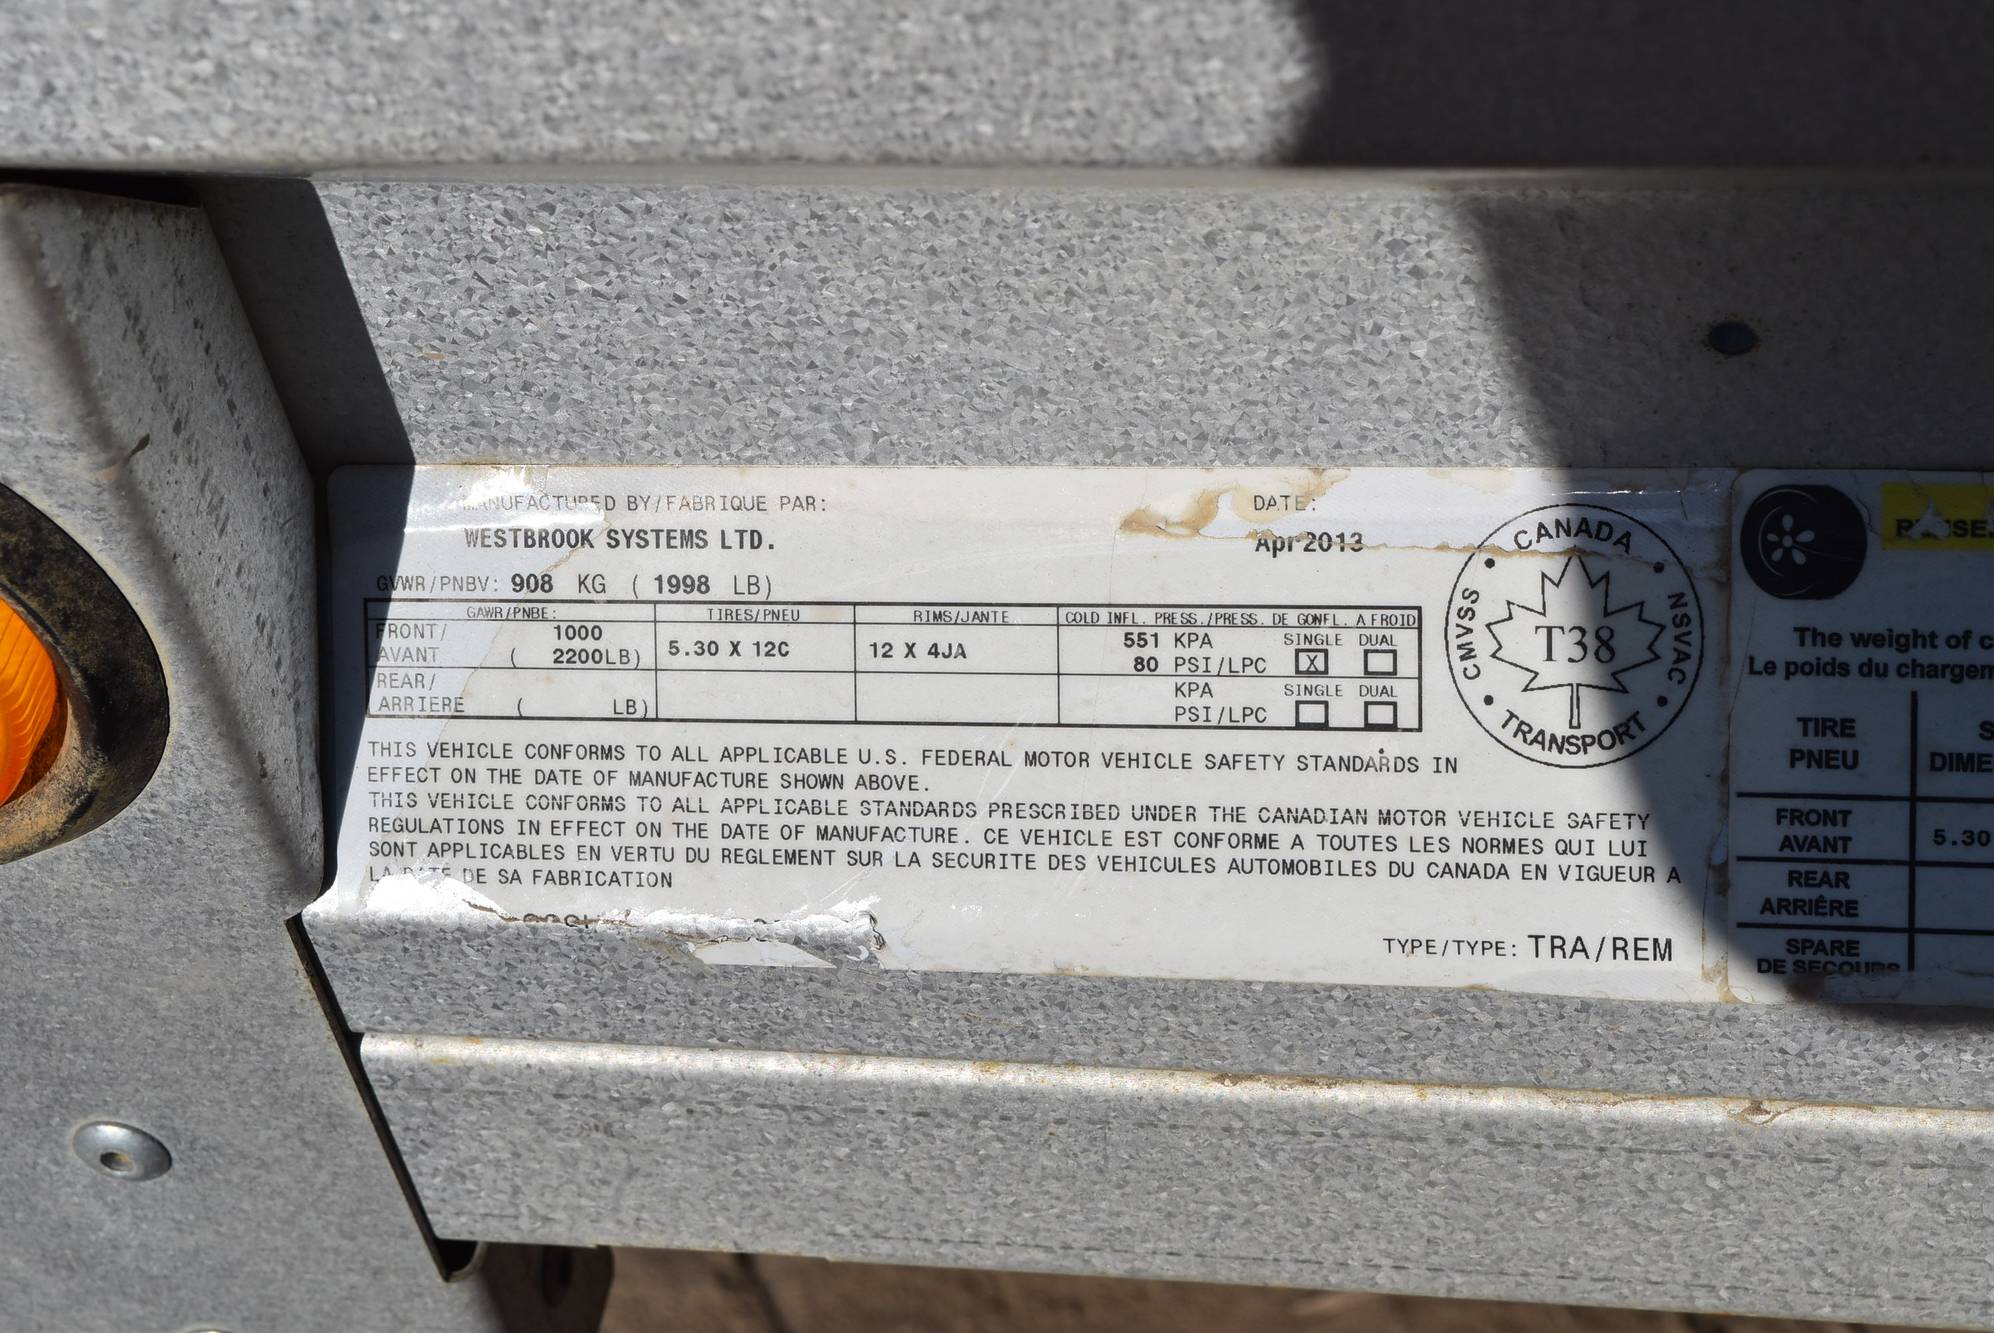 MANUFACTURED BY/FABRIQUE PAR:
WESTBROOK SYSTEMS LTD.
DATE:
Apr2013
GVWR/PNBV: 908 KG ( 1998 LB)
GAWR/PNBE: TIRES/PNEU RIMS/JANTE COLD INFL. PRESS./PRESS. DE GONFL. A FROID
FRONT/ 1000 551 KPA SINGLE DUAL
AVANT ( 2200LB) 5.30 X 12C 12 X 4JA 80 PSI/LPC X
REAR/ KPA SINGLE DUAL
ARRIERE ( LB) PSI/LPC
CANADA
CMVSS
T38
NSVAC
TRANSPORT
THIS VEHICLE CONFORMS TO ALL APPLICABLE U.S. FEDERAL MOTOR VEHICLE SAFETY STANDARDS IN
EFFECT ON THE DATE OF MANUFACTURE SHOWN ABOVE.
THIS VEHICLE CONFORMS TO ALL APPLICABLE STANDARDS PRESCRIBED UNDER THE CANADIAN MOTOR VEHICLE SAFETY
REGULATIONS IN EFFECT ON THE DATE OF MANUFACTURE. CE VEHICLE EST CONFORME A TOUTES LES NORMES QUI LUI
SONT APPLICABLES EN VERTU DU REGLEMENT SUR LA SECURITE DES VEHICULES AUTOMOBILES DU CANADA EN VIGUEUR A
LA DATE DE SA FABRICATION
TYPE/TYPE: TRA/REM
The weight of
Le poids du
TIRE
PNEU
FRONT
AVANT 5.30
REAR
ARRIÈRE
SPARE
DE SECOURS